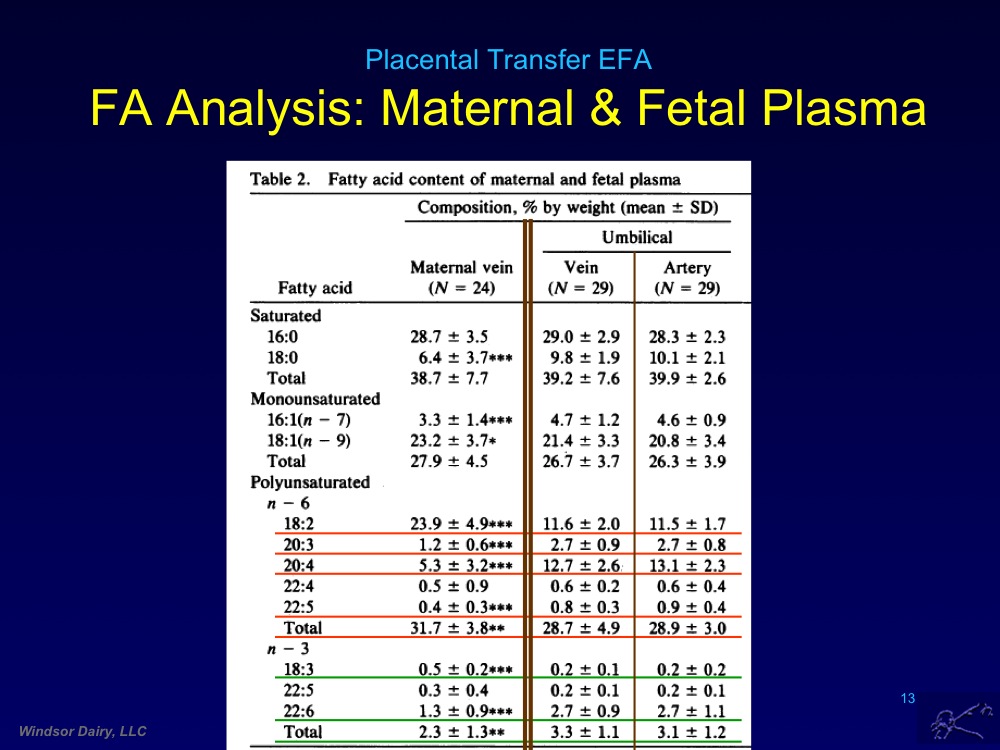 Placental Transfer EFA
FA Analysis: Maternal & Fetal Plasma
Table 2. Fatty acid content of maternal and fetal plasma
Composition, % by weight (mean ± SD)
Umbilical
Maternal vein Vein Artery
Fatty acid (N = 24) (N = 29) (N = 29)
Saturated
16:0 28.7 ± 3.5 29.0 ± 2.9 28.3 ± 2.3
18:0 6.4 ± 3.7*** 9.8 ± 1.9 10.1 ± 2.1
Total 38.7 ± 7.7 39.2 ± 7.6 39.9 ± 2.6
Monounsaturated
16:1(n − 7) 3.3 ± 1.4*** 4.7 ± 1.2 4.6 ± 0.9
18:1(n − 9) 23.2 ± 3.7* 21.4 ± 3.3 20.8 ± 3.4
Total 27.9 ± 4.5 26.7 ± 3.7 26.3 ± 3.9
Polyunsaturated
n − 6
18:2 23.9 ± 4.9*** 11.6 ± 2.0 11.5 ± 1.7
20:3 1.2 ± 0.6*** 2.7 ± 0.9 2.7 ± 0.8
20:4 5.3 ± 3.2*** 12.7 ± 2.6 13.1 ± 2.3
22:4 0.5 ± 0.9 0.6 ± 0.2 0.6 ± 0.4
22:5 0.4 ± 0.3*** 0.8 ± 0.3 0.9 ± 0.4
Total 31.7 ± 3.8** 28.7 ± 4.9 28.9 ± 3.0
n − 3
18:3 0.5 ± 0.2*** 0.2 ± 0.1 0.2 ± 0.2
22:5 0.3 ± 0.4 0.2 ± 0.1 0.2 ± 0.1
22:6 1.3 ± 0.9*** 2.7 ± 0.9 2.7 ± 1.1
Total 2.3 ± 1.3** 3.3 ± 1.1 3.1 ± 1.2
13
Windsor Dairy, LLC